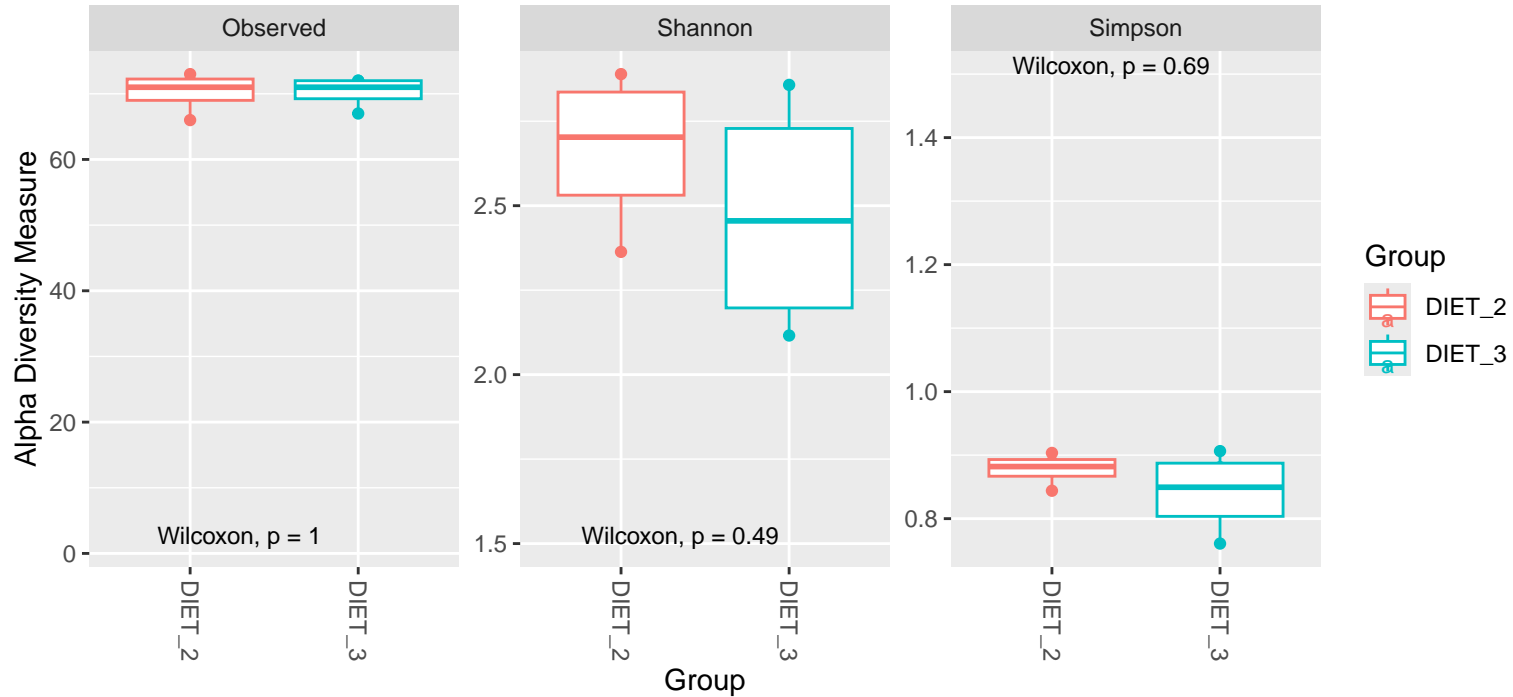 Observed
Shannon
Simpson
Alpha Diversity Measure
60
40
20
0
Wilcoxon, p = 1
DIET_2
DIET_3
2.5
2.0
1.5
Wilcoxon, p = 0.49
DIET_2
DIET_3
Wilcoxon, p = 0.69
1.4
1.2
1.0
0.8
DIET_2
DIET_3
Group
Group
a
DIET_2
a
DIET_3